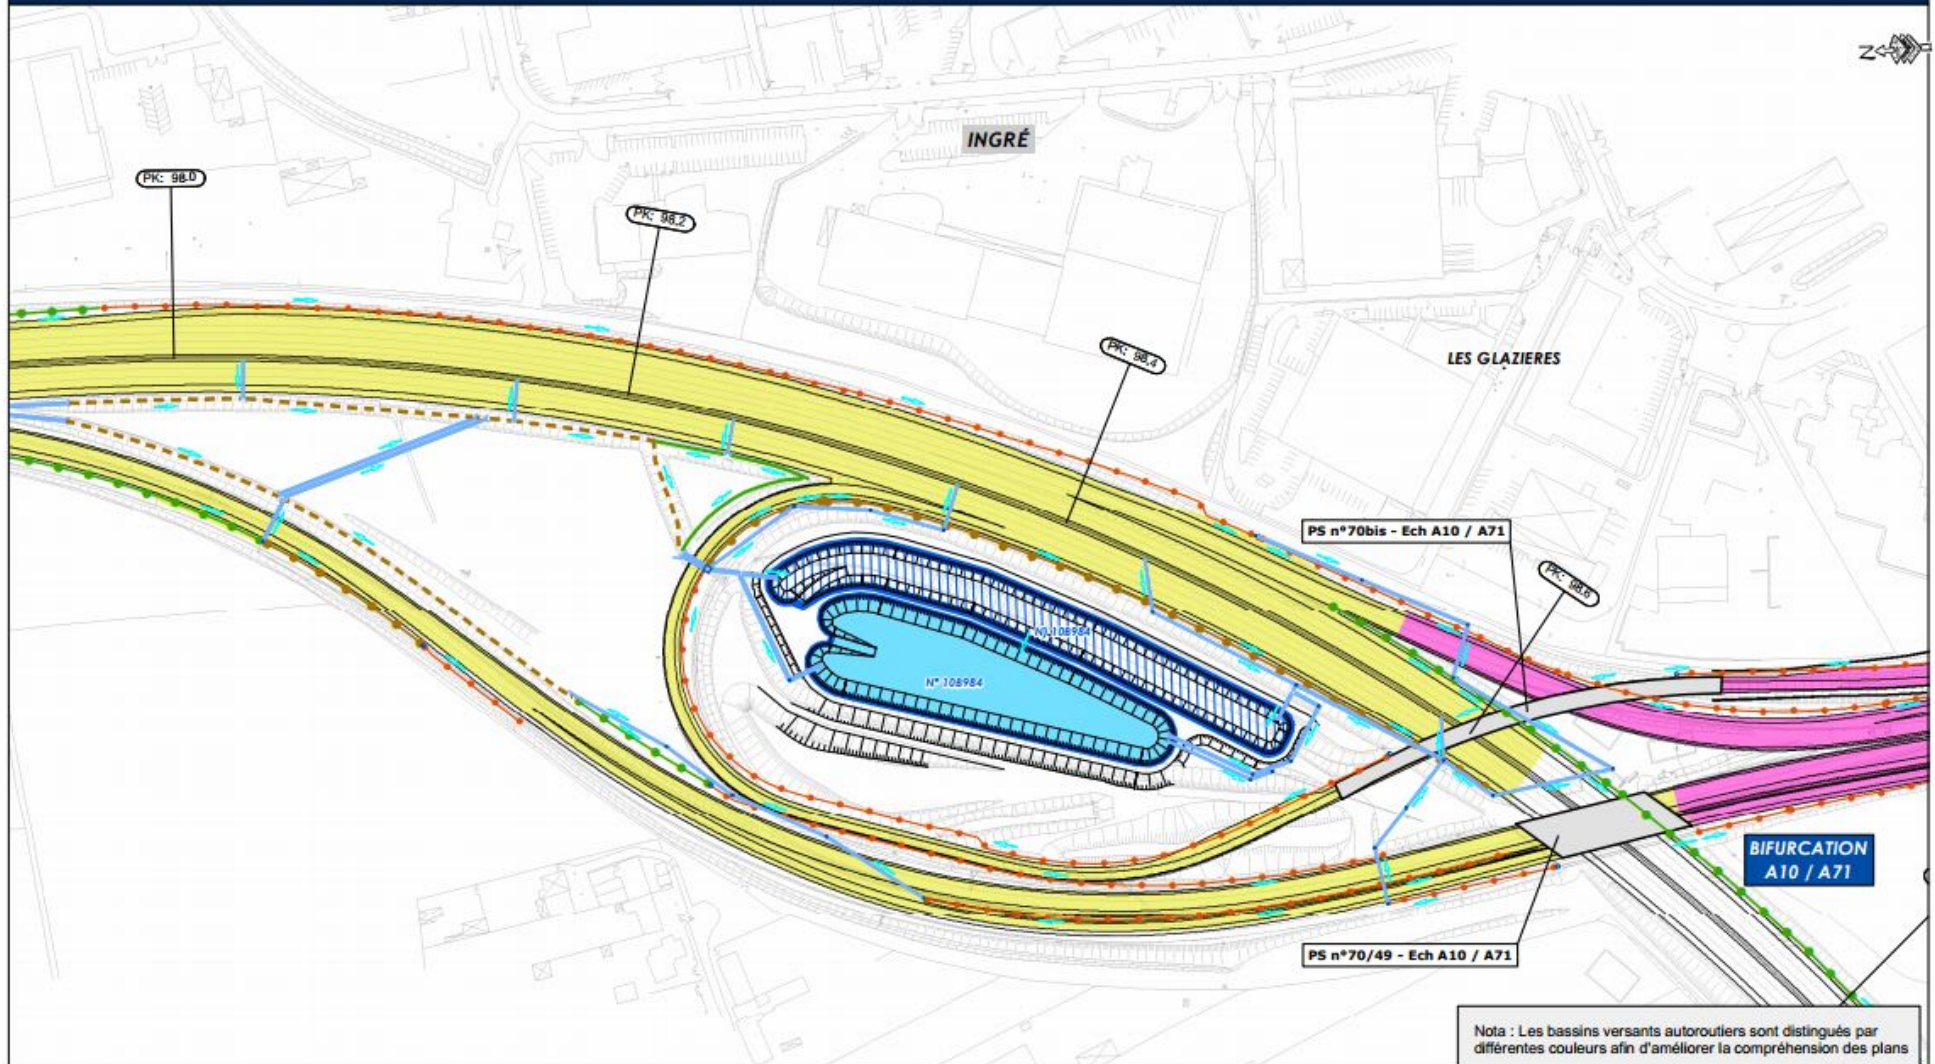 N
INGRÉ
PK: 98.0
PK: 98.2
PK: 98.4
LES GLAZIERES
PS n°70bis - Ech A10 / A71
PK: 98.6
N° 108984
N° 108984
BIFURCATION
A10 / A71
PS n°70/49 - Ech A10 / A71
Nota : Les bassins versants autoroutiers sont distingués par
différentes couleurs afin d'améliorer la compréhension des plans